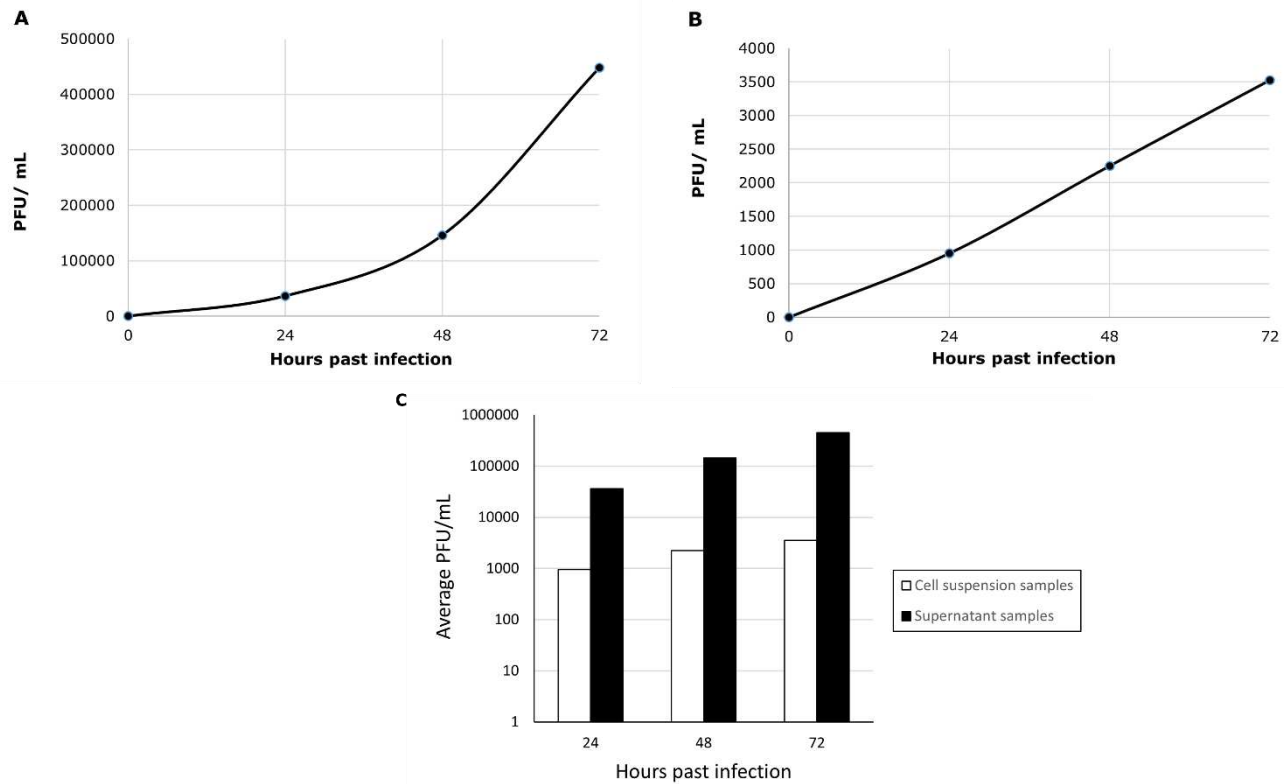 A
500000
400000
300000
200000
100000
0
PFU/ mL
0 24 48 72
Hours past infection
B
4000
3500
3000
2500
2000
1500
1000
500
0
PFU/ mL
0 24 48 72
Hours past infection
C
1000000
100000
10000
1000
100
10
1
Average PFU/mL
24 48 72
Hours past infection
Cell suspension samples
Supernatant samples